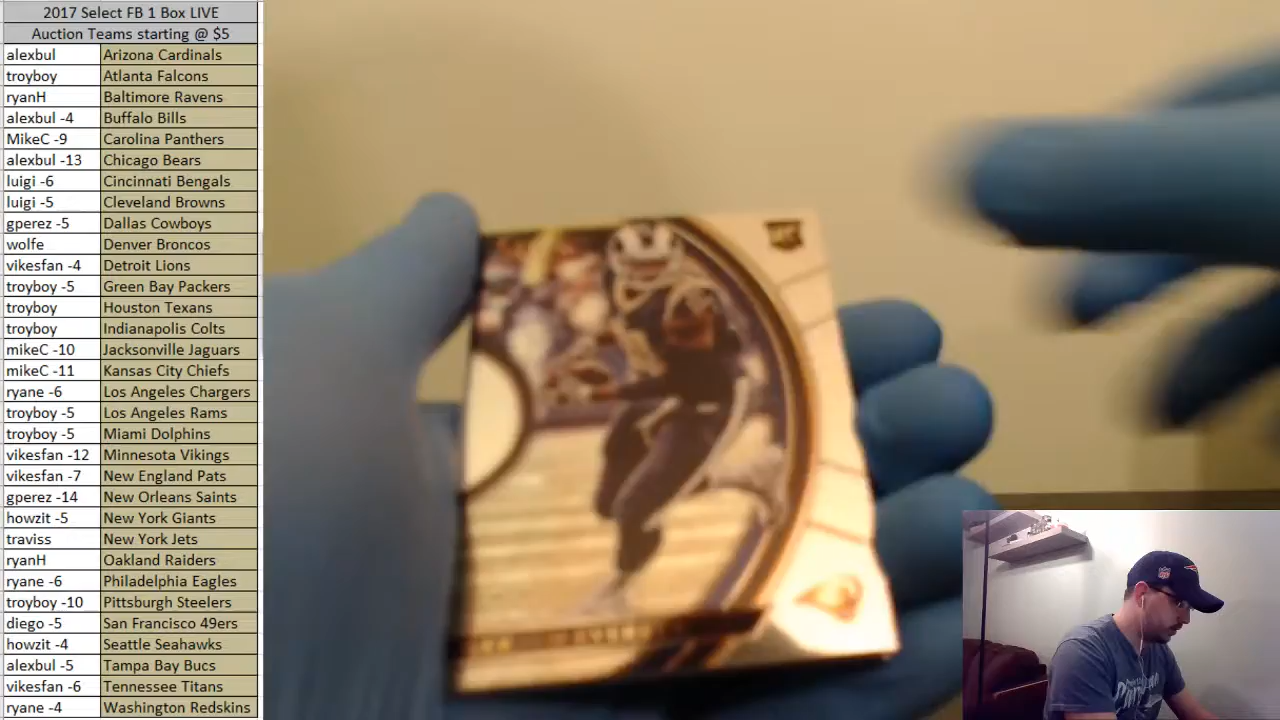 2017 Select FB 1 Box LIVE
Auction Teams starting @ $5
alexbul Arizona Cardinals
troyboy Atlanta Falcons
ryanH Baltimore Ravens
alexbul -4 Buffalo Bills
MikeC -9 Carolina Panthers
alexbul -13 Chicago Bears
luigi -6 Cincinnati Bengals
luigi -5 Cleveland Browns
gperez -5 Dallas Cowboys
wolfe Denver Broncos
vikesfan -4 Detroit Lions
troyboy -5 Green Bay Packers
troyboy Houston Texans
troyboy Indianapolis Colts
mikeC -10 Jacksonville Jaguars
mikeC -11 Kansas City Chiefs
ryane -6 Los Angeles Chargers
troyboy -5 Los Angeles Rams
troyboy -5 Miami Dolphins
vikesfan -12 Minnesota Vikings
vikesfan -7 New England Pats
gperez -14 New Orleans Saints
howzit -5 New York Giants
traviss New York Jets
ryanH Oakland Raiders
ryane -6 Philadelphia Eagles
troyboy -10 Pittsburgh Steelers
diego -5 San Francisco 49ers
howzit -4 Seattle Seahawks
alexbul -5 Tampa Bay Bucs
vikesfan -6 Tennessee Titans
ryane -4 Washington Redskins